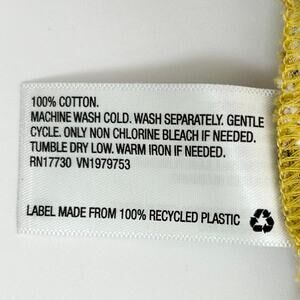 100% COTTON.
MACHINE WASH COLD. WASH SEPARATELY. GENTLE
CYCLE. ONLY NON CHLORINE BLEACH IF NEEDED.
TUMBLE DRY LOW. WARM IRON IF NEEDED.
RN17730 VN1979753
LABEL MADE FROM 100% RECYCLED PLASTIC